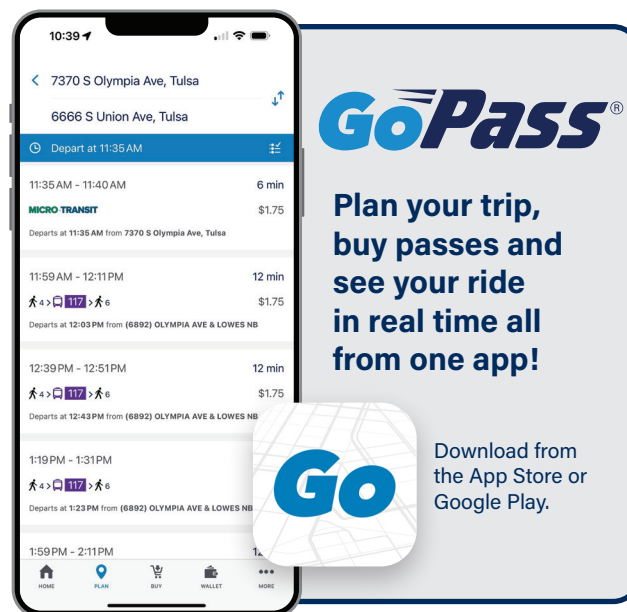 10:39
7370 S Olympia Ave, Tulsa
6666 S Union Ave, Tulsa
Depart at 11:35 AM
11:35 AM - 11:40 AM 6 min
MICRO TRANSIT $1.75
Departs at 11:35 AM from 7370 S Olympia Ave, Tulsa
11:59 AM - 12:11 PM 12 min
4 > 117 > 6 $1.75
Departs at 12:03 PM from (6892) OLYMPIA AVE & LOWES NB
12:39 PM - 12:51 PM 12 min
4 > 117 > 6 $1.75
Departs at 12:43 PM from (6892) OLYMPIA AVE & LOWES NB
1:19 PM - 1:31 PM
4 > 117 > 6
Departs at 1:23 PM from (6892) OLYMPIA AVE & LOWES NB
1:59 PM - 2:11 PM
HOME PLAN BUY WALLET MORE
GoPass®
Plan your trip,
buy passes and
see your ride
in real time all
from one app!
Go
Download from
the App Store or
Google Play.